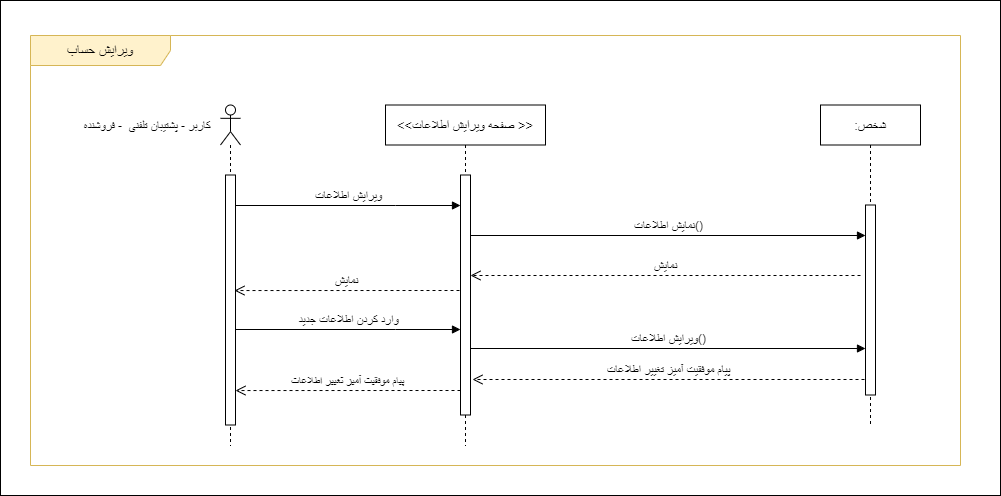 ویرایش حساب
کاربر - پشتیبان تلفنی - فروشنده
<< صفحه ویرایش اطلاعات>>
شخص:
ویرایش اطلاعات
نمایش اطلاعات()
نمایش
نمایش
وارد کردن اطلاعات جدید
ویرایش اطلاعات()
پیام موفقیت آمیز تغییر اطلاعات
پیام موفقیت آمیز تغییر اطلاعات